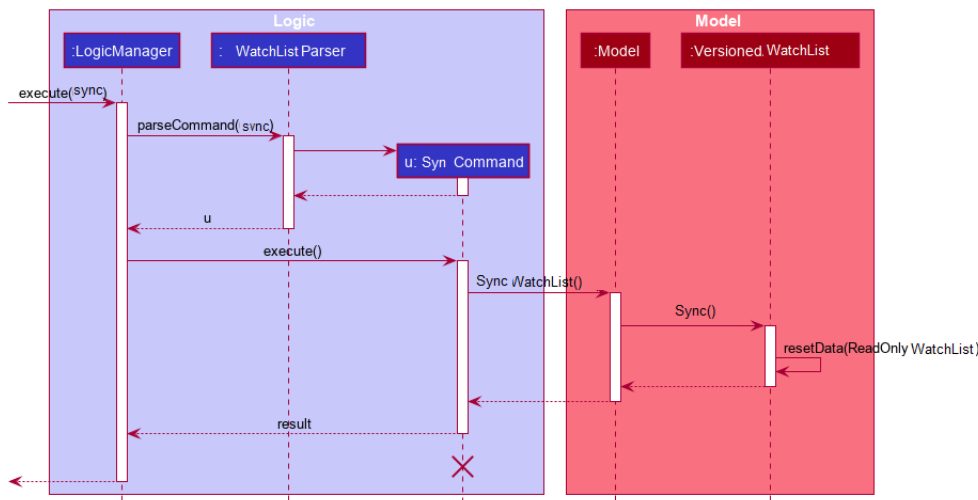 Logic
Model
:LogicManager
: WatchList Parser
:Model
:Versioned. WatchList
execute(sync)
parseCommand(sync)
u: Syn Command
u
execute()
Sync WatchList()
Sync()
resetData(ReadOnly WatchList)
result